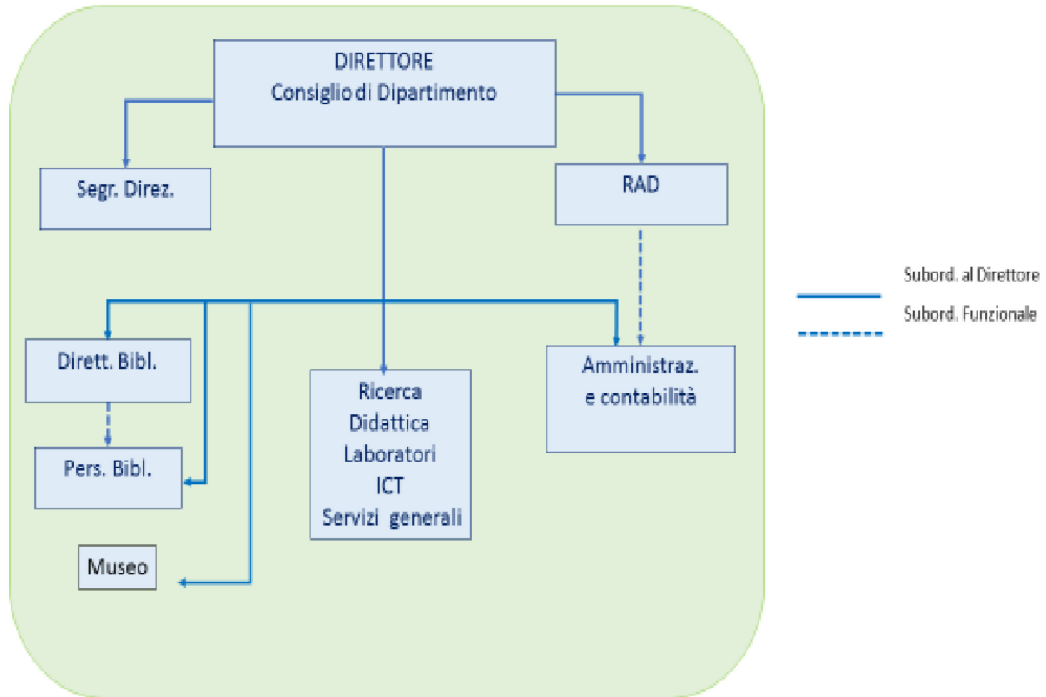 DIRETTORE
Consiglio di Dipartimento
Segr. Direz.
RAD
Subord. al Direttore
Subord. Funzionale
Dirett. Bibl.
Amministraz.
e contabilità
Ricerca
Didattica
Laboratori
ICT
Servizi generali
Pers. Bibl.
Museo